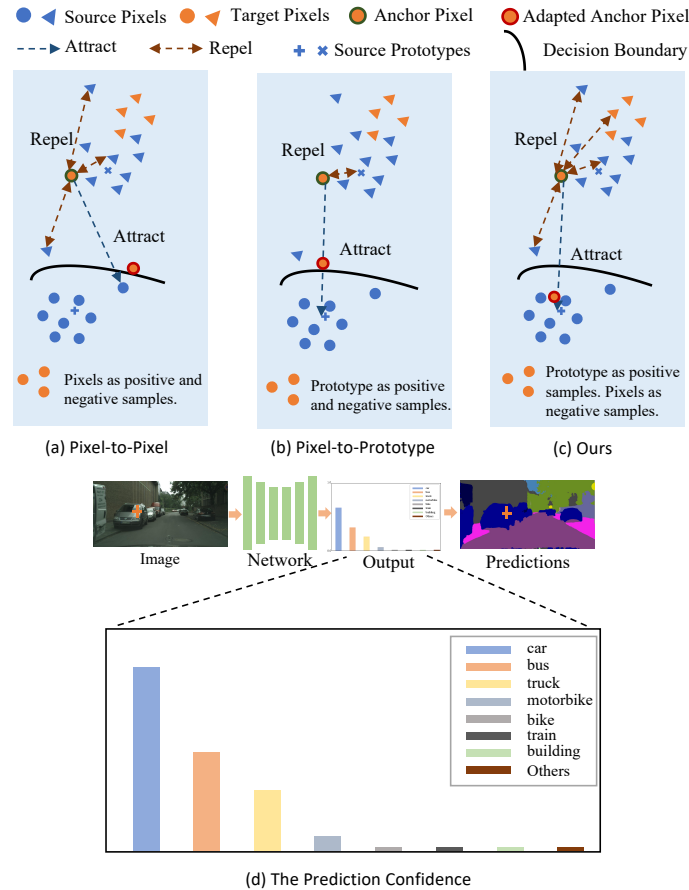 Source Pixels
Target Pixels
Anchor Pixel
Adapted Anchor Pixel
Attract
Repel
Source Prototypes
Decision Boundary
Repel
Attract
Pixels as positive and
negative samples.
(a) Pixel-to-Pixel
Repel
Attract
Prototype as positive
and negative samples.
(b) Pixel-to-Prototype
Repel
Attract
Prototype as positive
samples. Pixels as
negative samples.
(c) Ours
Image
Network
Output
Predictions
car
bus
truck
motorbike
bike
train
building
Others
(d) The Prediction Confidence